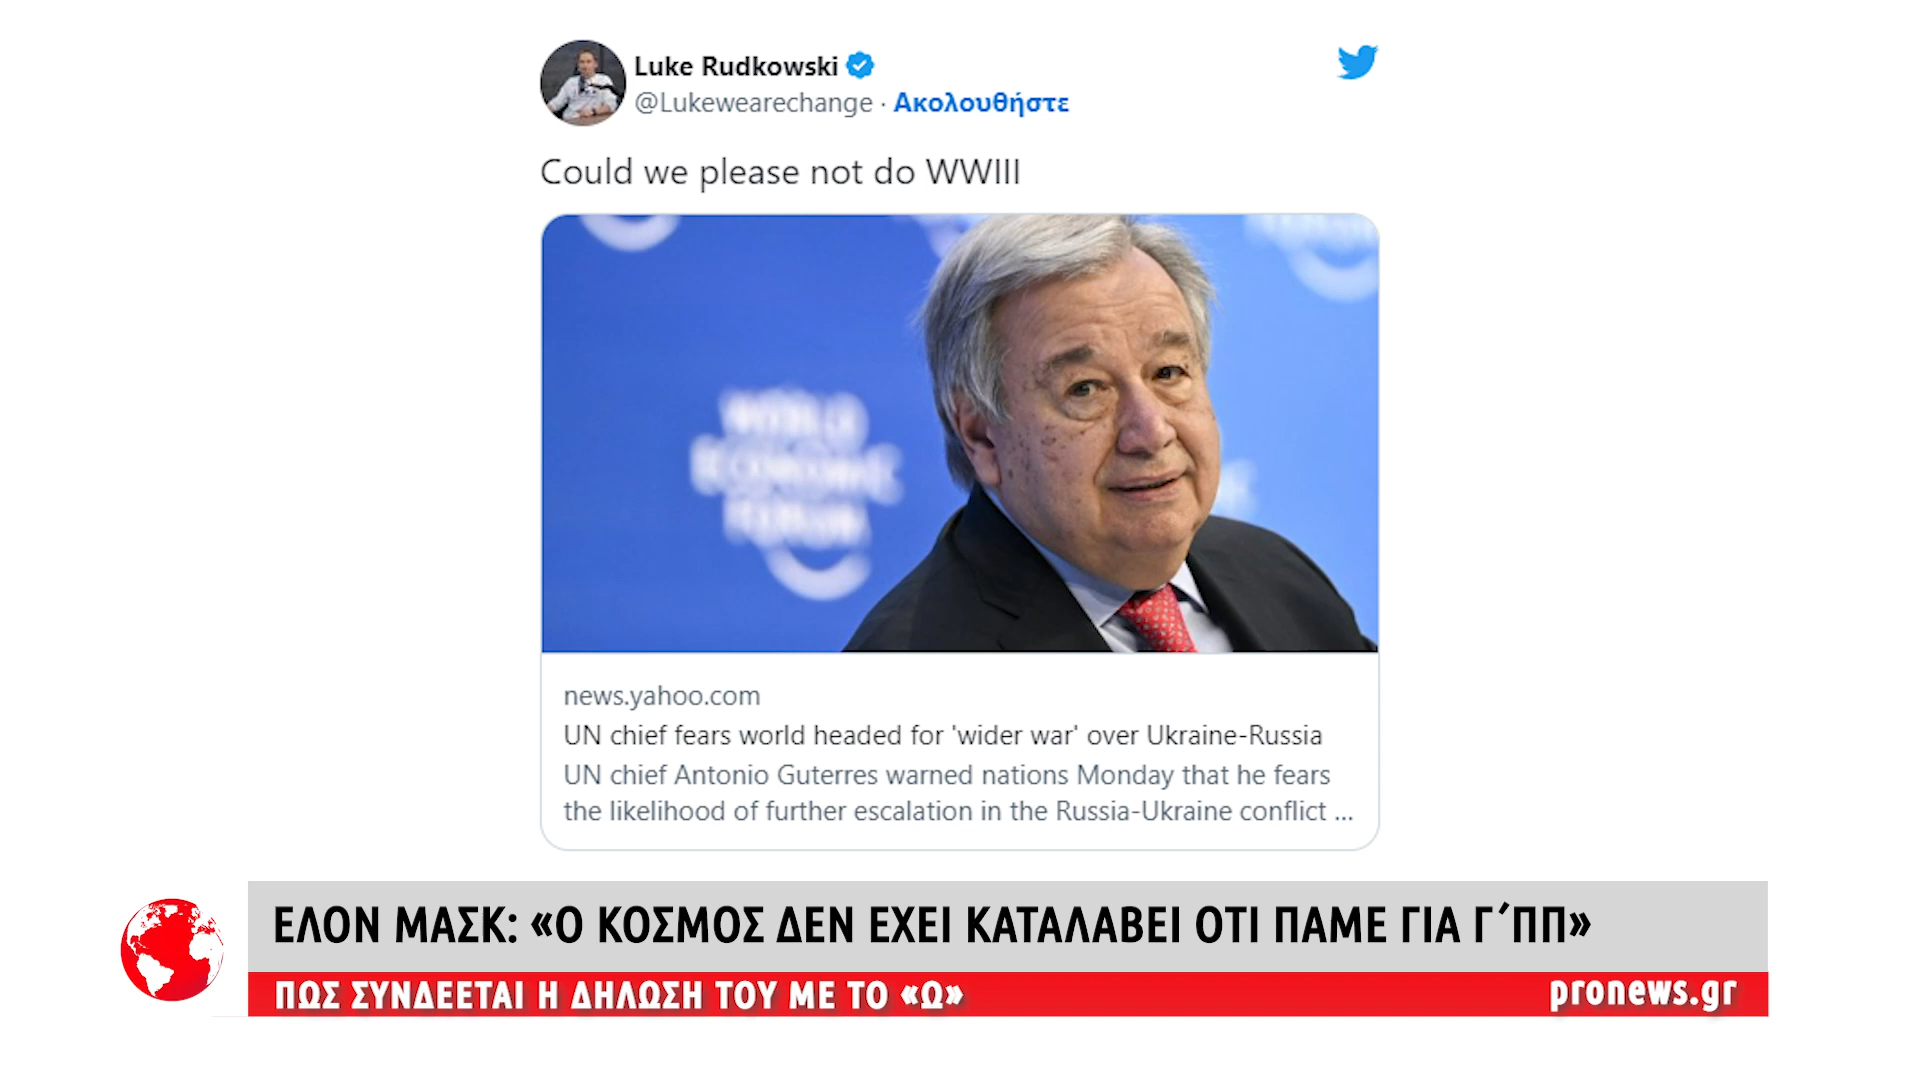 Luke Rudkowski
@Lukewearechange · Ακολουθήστε
Could we please not do WWIII
WORLD
ECONOMIC
FORUM
news.yahoo.com
UN chief fears world headed for 'wider war' over Ukraine-Russia
UN chief Antonio Guterres warned nations Monday that he fears
the likelihood of further escalation in the Russia-Ukraine conflict ...
ΕΛΟΝ ΜΑΣΚ: «Ο ΚΟΣΜΟΣ ΔΕΝ ΕΧΕΙ ΚΑΤΑΛΑΒΕΙ ΟΤΙ ΠΑΜΕ ΓΙΑ Γ΄ΠΠ»
ΠΩΣ ΣΥΝΔΕΕΤΑΙ Η ΔΗΛΩΣΗ ΤΟΥ ΜΕ ΤΟ «Ω»
pronews.gr